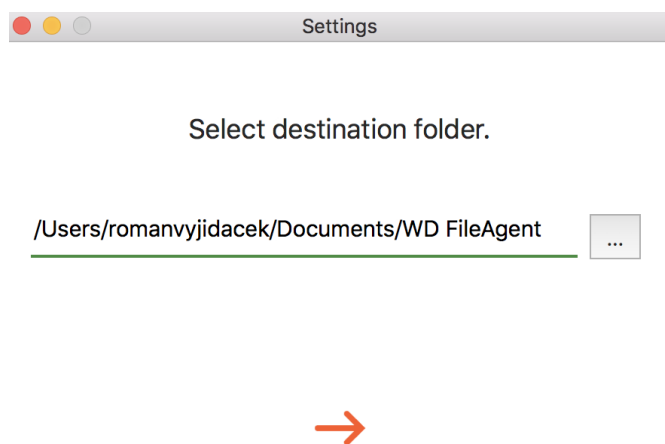 Settings
Select destination folder.
/Users/romanvyjidacek/Documents/WD FileAgent
...